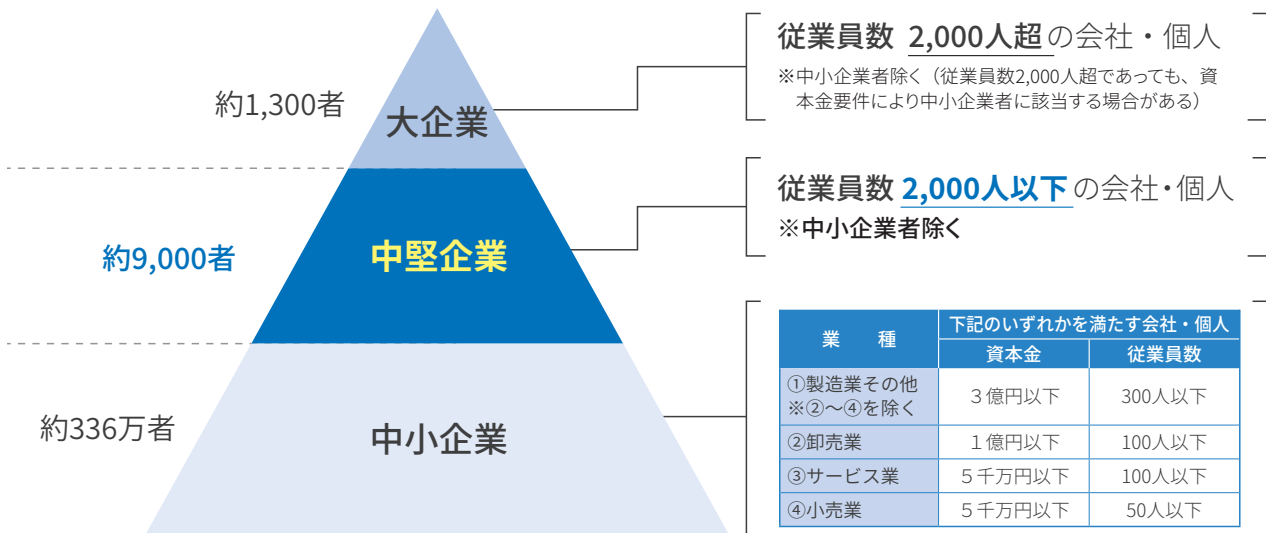 従業員数 2,000人超の会社・個人
※中小企業者除く（従業員数2,000人超であっても、資
本金要件により中小企業者に該当する場合がある）
約1,300者
大企業
従業員数 2,000人以下の会社・個人
※中小企業者除く
約9,000者
中堅企業
約336万者
中小企業
業 種 下記のいずれかを満たす会社・個人
資本金 従業員数
①製造業その他
※②～④を除く
３億円以下 300人以下
②卸売業 １億円以下 100人以下
③サービス業 ５千万円以下 100人以下
④小売業 ５千万円以下 50人以下